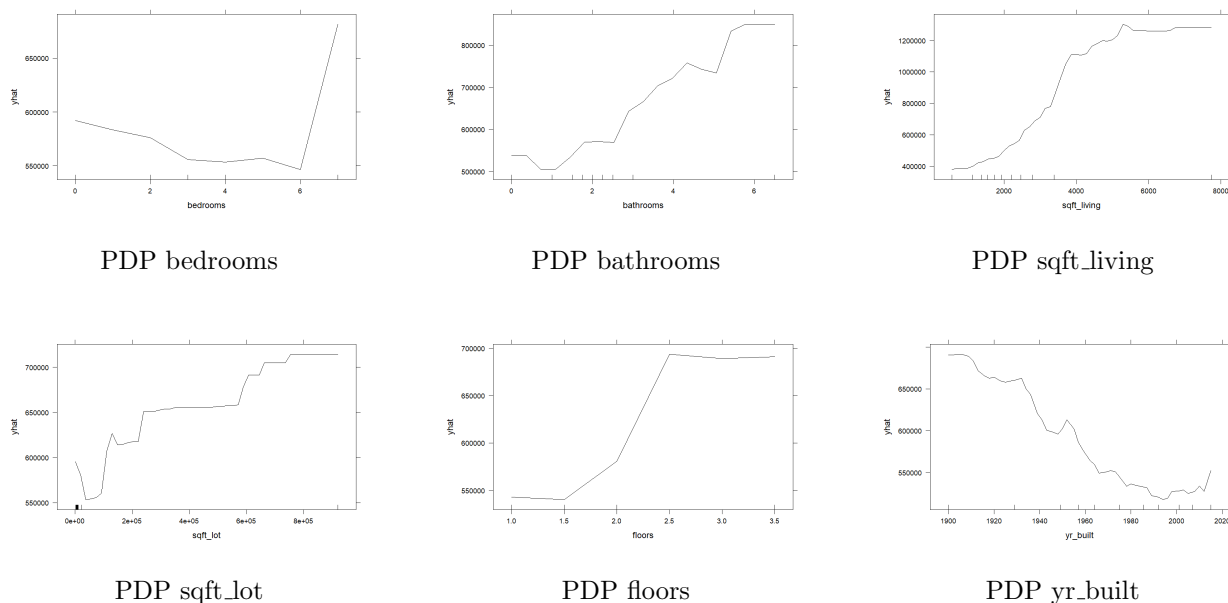 650000
600000
550000
yhat
0 2 4 6
bedrooms
PDP bedrooms
800000
700000
600000
500000
yhat
0 2 4 6
bathrooms
PDP bathrooms
1200000
1000000
800000
600000
400000
yhat
2000 4000 6000 8000
sqft_living
PDP sqft_living
700000
650000
600000
550000
yhat
0e+00 2e+05 4e+05 6e+05 8e+05
sqft_lot
PDP sqft_lot
700000
650000
600000
550000
yhat
1.0 1.5 2.0 2.5 3.0 3.5
floors
PDP floors
650000
600000
550000
yhat
1900 1920 1940 1960 1980 2000 2020
yr_built
PDP yr_built